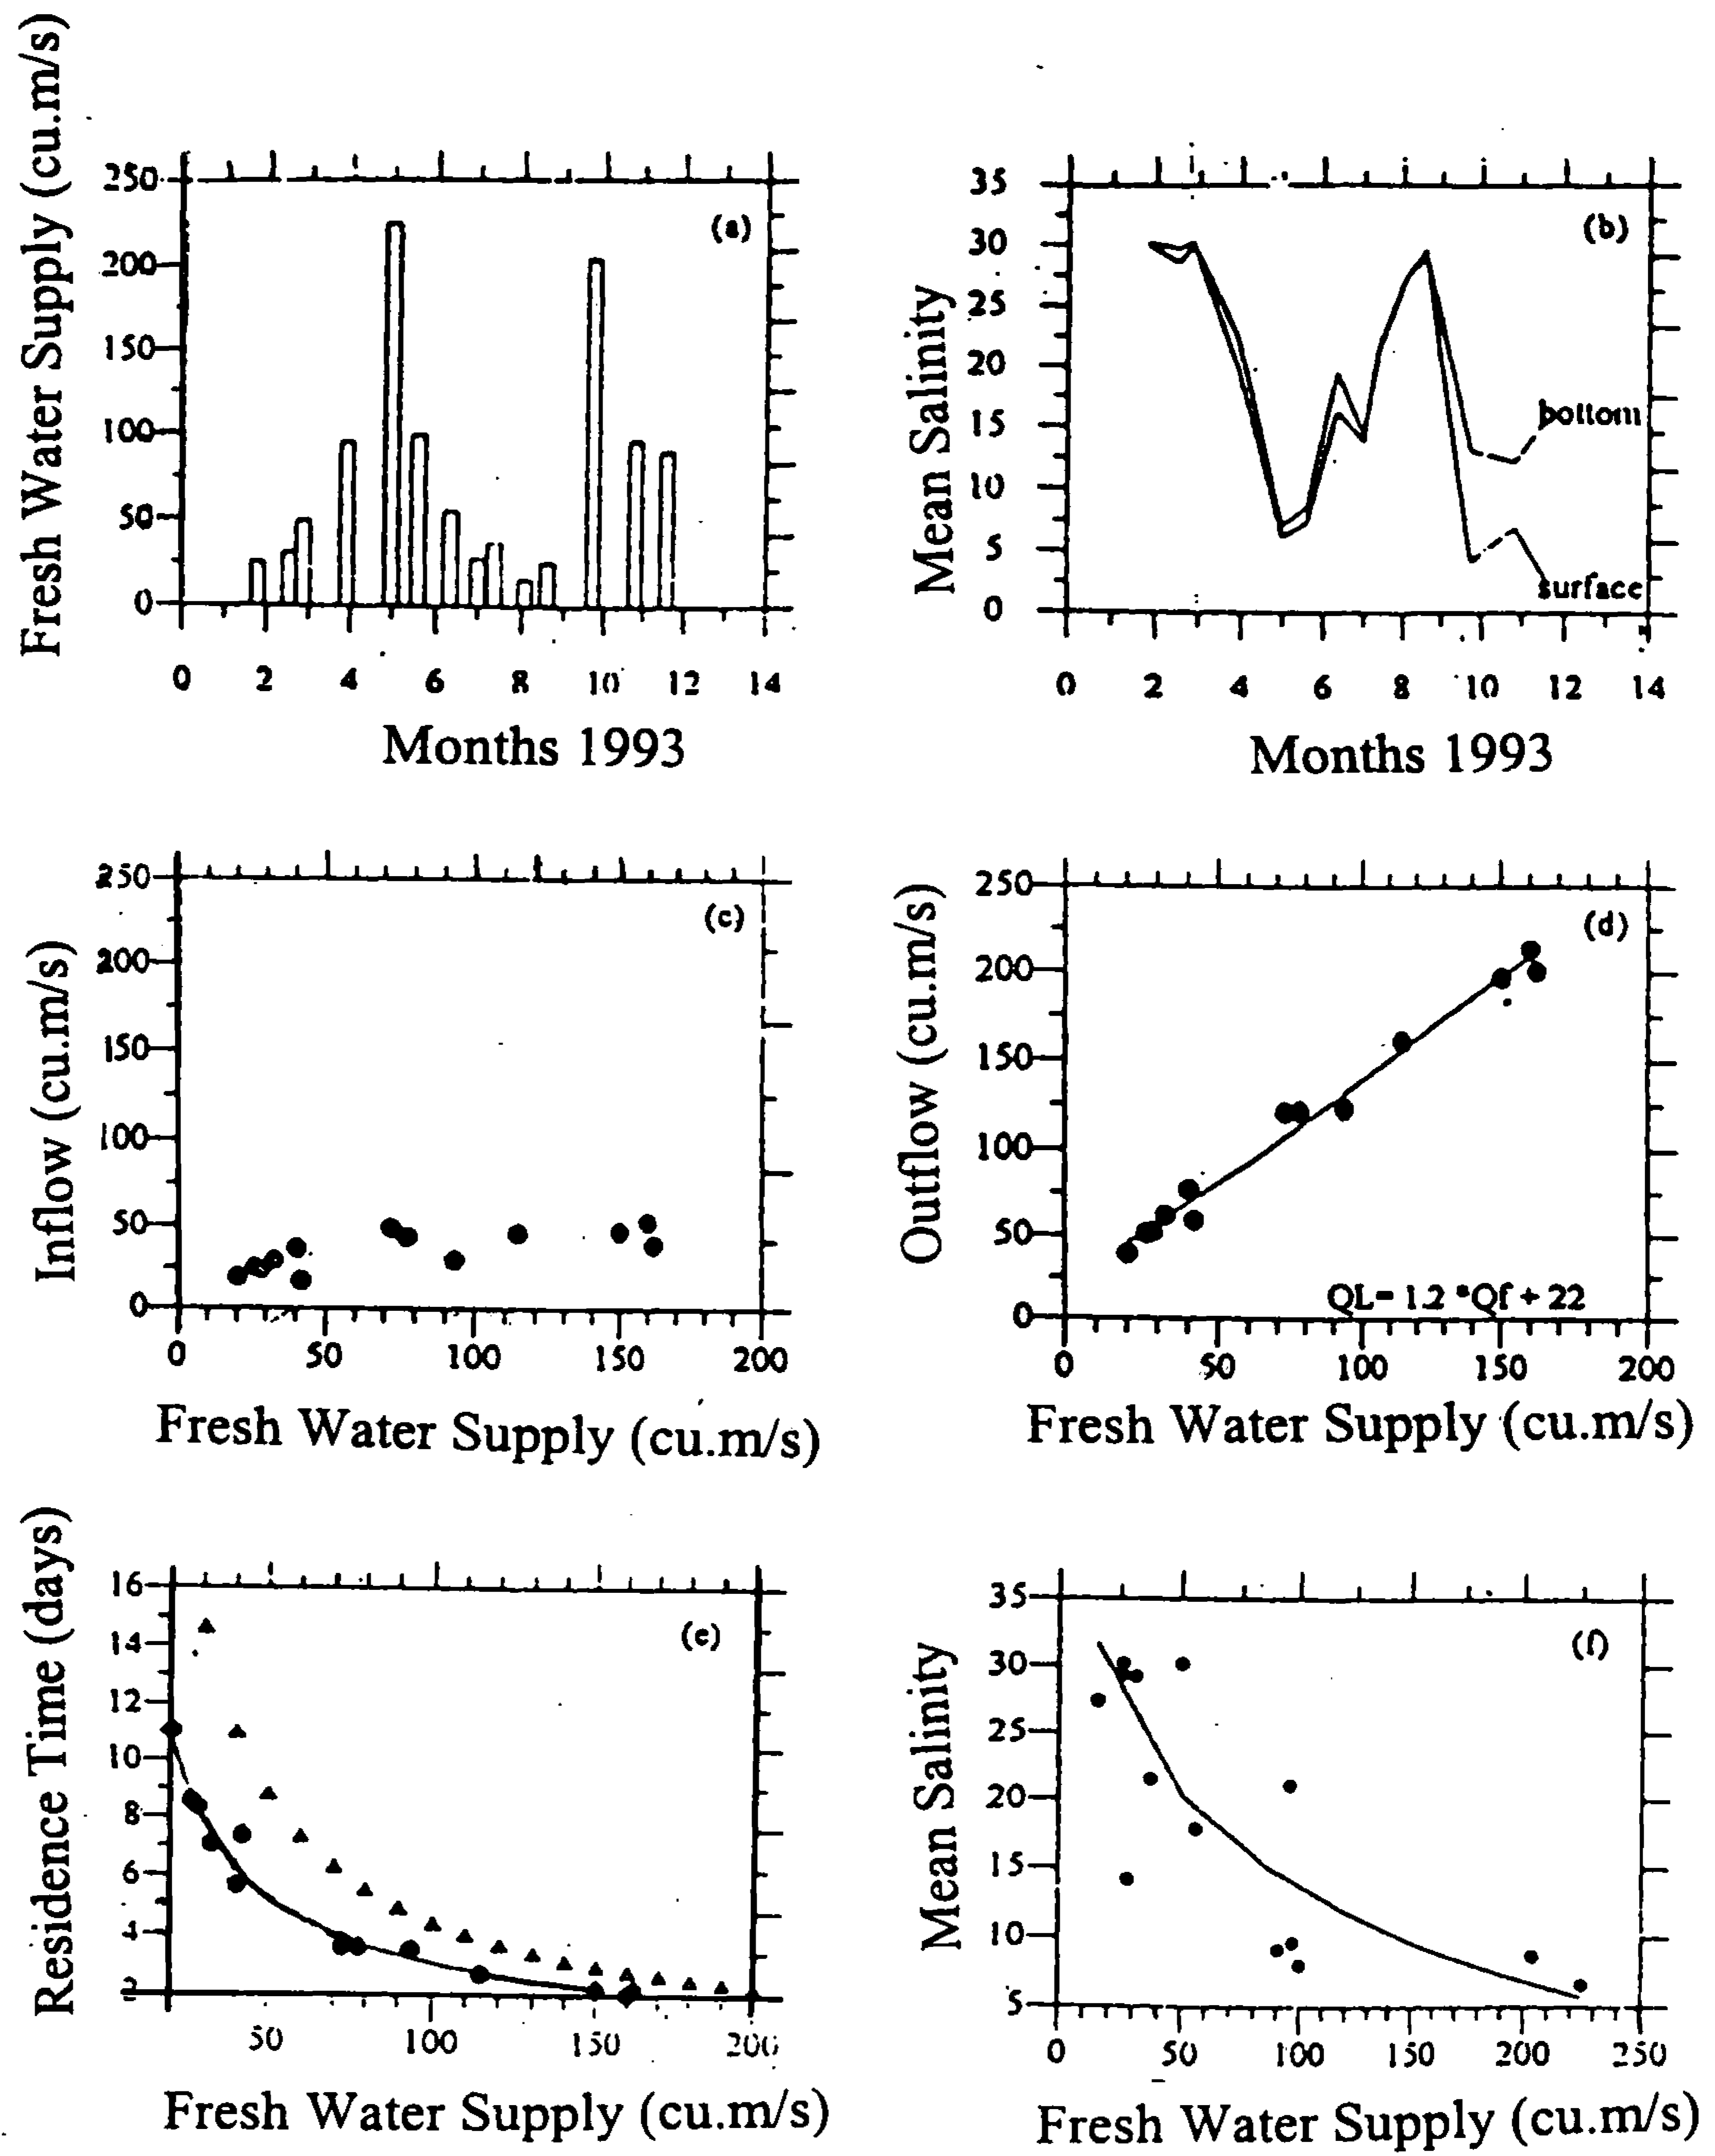 Fresh Water Supply (cu.m/s)
250
200
150
100
50
0
(a)
0 2 4 6 8 10 12 14
Months 1993
Mean Salinity
35
30
25
20
15
10
5
0
(b)
bottom
surface
0 2 4 6 8 10 12 14
Months 1993
Inflow (cu.m/s)
250
200
150
100
50
0
(c)
0 50 100 150 200
Fresh Water Supply (cu.m/s)
Outflow (cu.m/s)
250
200
150
100
50
0
(d)
QL= 1.2 *Qf + 22
0 50 100 150 200
Fresh Water Supply (cu.m/s)
Residence Time (days)
16
14
12
10
8
6
4
2
(e)
50 100 150 200
Fresh Water Supply (cu.m/s)
Mean Salinity
35
30
25
20
15
10
5
(f)
0 50 100 150 200 250
Fresh Water Supply (cu.m/s)